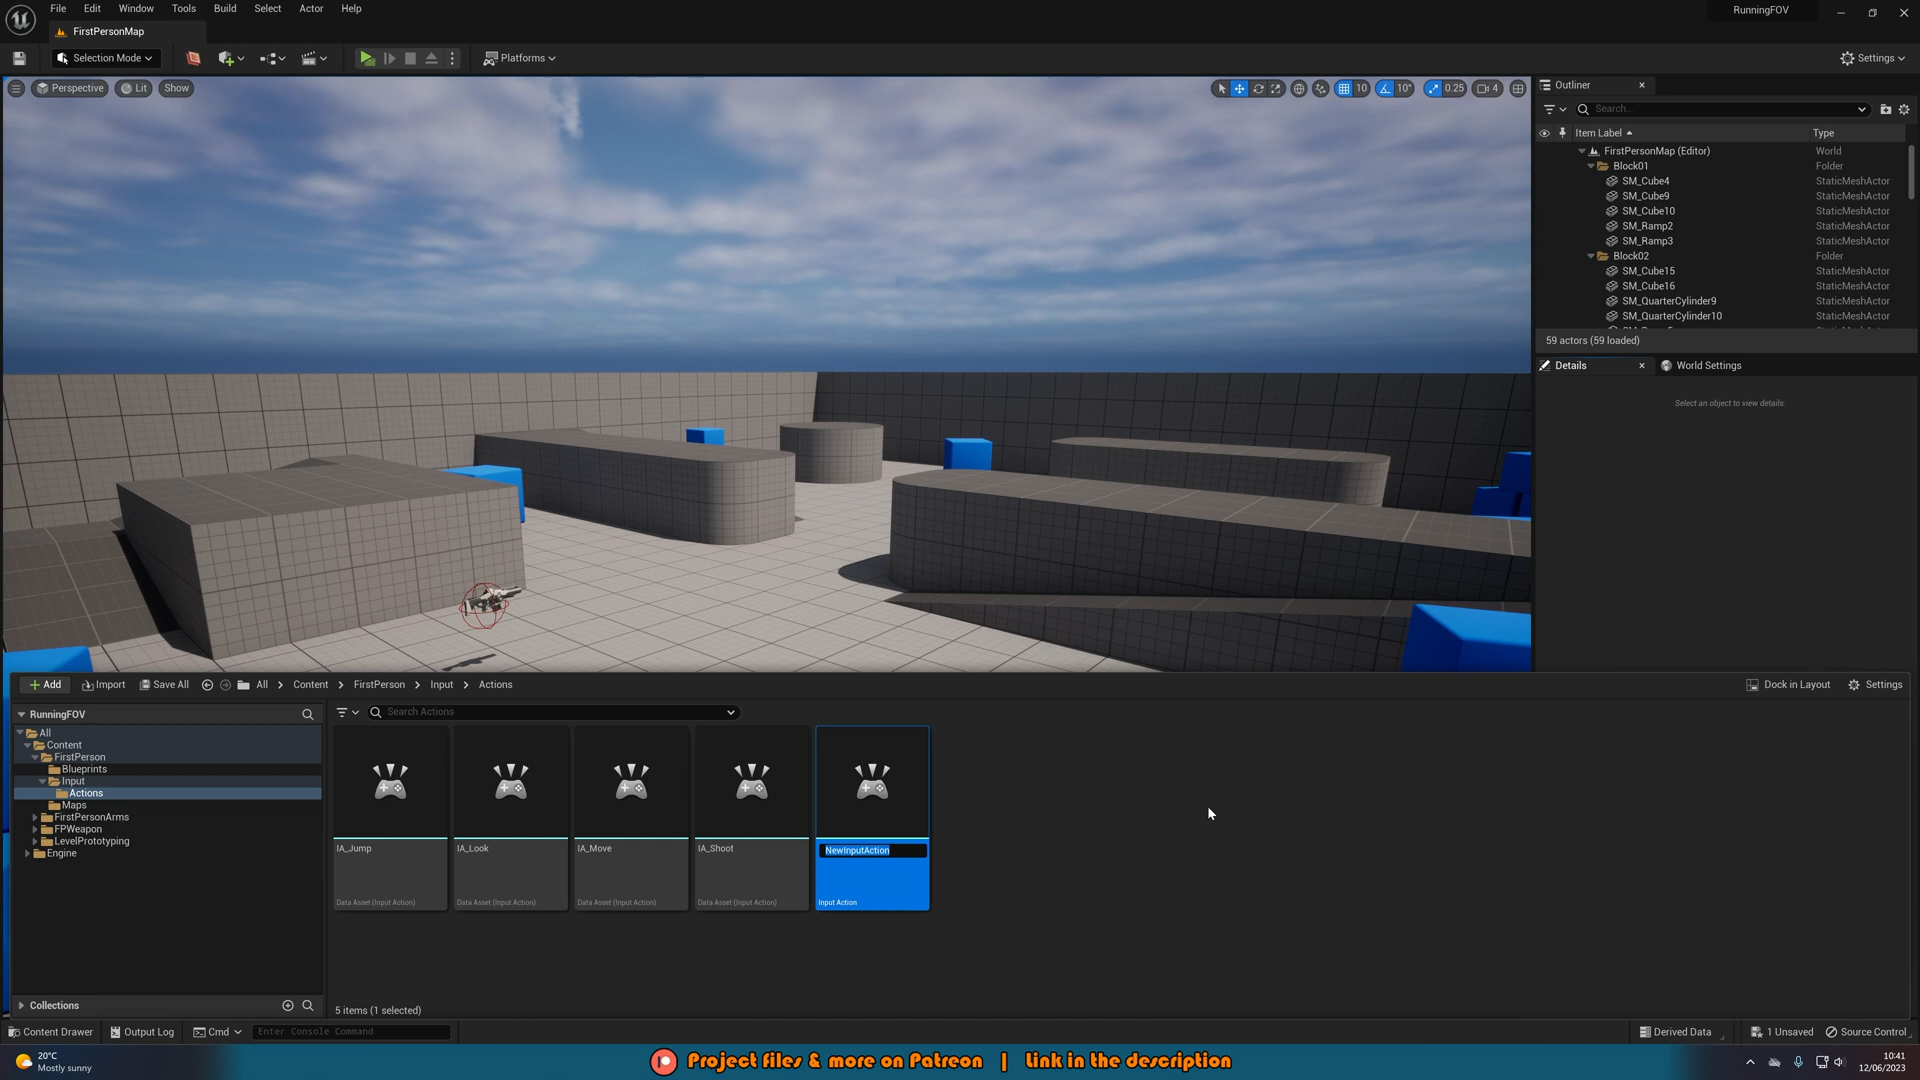 File Edit Window Tools Build Select Actor Help
RunningFOV
FirstPersonMap
Selection Mode
Platforms
Settings
Perspective
Lit
Show
10
10°
0.25
4
Outliner
Search...
Item Label
Type
FirstPersonMap (Editor) World
Block01 Folder
SM_Cube4 StaticMeshActor
SM_Cube9 StaticMeshActor
SM_Cube10 StaticMeshActor
SM_Ramp2 StaticMeshActor
SM_Ramp3 StaticMeshActor
Block02 Folder
SM_Cube15 StaticMeshActor
SM_Cube16 StaticMeshActor
SM_QuarterCylinder9 StaticMeshActor
SM_QuarterCylinder10 StaticMeshActor
59 actors (59 loaded)
Details
World Settings
Select an object to view details.
Add
Import
Save All
All > Content > FirstPerson > Input > Actions
Dock in Layout
Settings
RunningFOV
Search Actions
All
Content
FirstPerson
Blueprints
Input
Actions
Maps
FirstPersonArms
FPWeapon
LevelPrototyping
Engine
IA_Jump
Data Asset (Input Action)
IA_Look
Data Asset (Input Action)
IA_Move
Data Asset (Input Action)
IA_Shoot
Data Asset (Input Action)
NewInputAction
Input Action
Collections
5 items (1 selected)
Content Drawer
Output Log
Cmd
Enter Console Command
Derived Data
1 Unsaved
Source Control
20°C
Mostly sunny
Project files & more on Patreon | Link in the description
10:41
12/06/2023